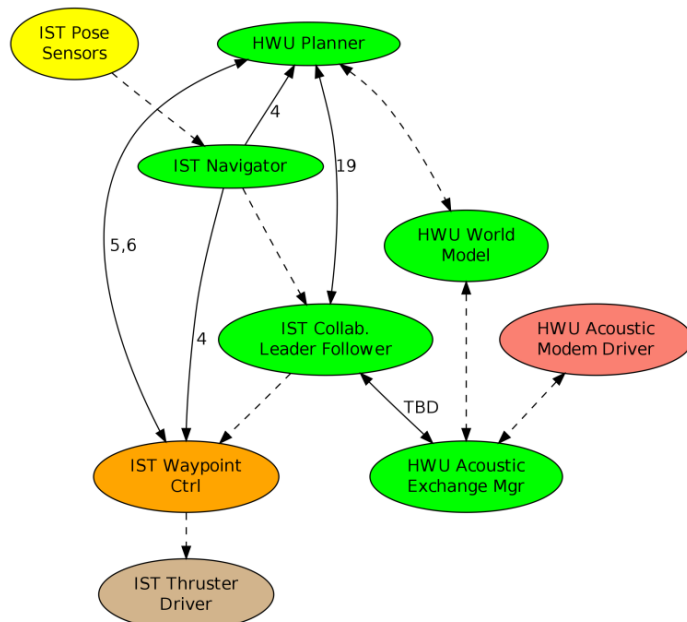 IST Pose
Sensors
HWU Planner
4
IST Navigator
19
5,6
HWU World
Model
IST Collab.
Leader Follower
HWU Acoustic
Modem Driver
4
TBD
IST Waypoint
Ctrl
HWU Acoustic
Exchange Mgr
IST Thruster
Driver